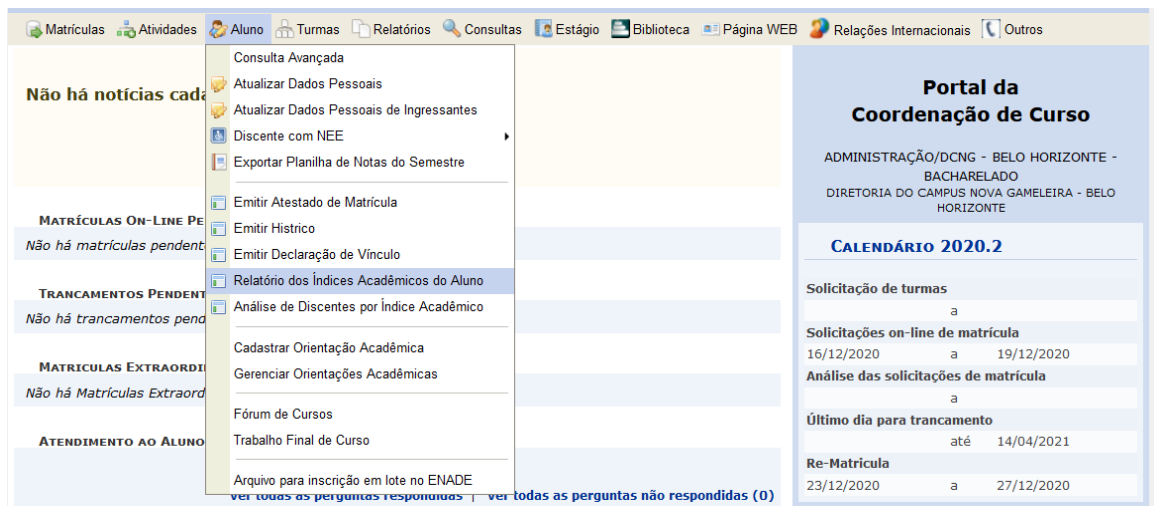 Matrículas Atividades Aluno Turmas Relatórios Consultas Estágio Biblioteca Página WEB Relações Internacionais Outros
Não há notícias cada
Consulta Avançada
Atualizar Dados Pessoais
Atualizar Dados Pessoais de Ingressantes
Discente com NEE
Exportar Planilha de Notas do Semestre
Emitir Atestado de Matrícula
Emitir Histrico
Emitir Declaração de Vínculo
Relatório dos Índices Acadêmicos do Aluno
Análise de Discentes por Índice Acadêmico
Cadastrar Orientação Acadêmica
Gerenciar Orientações Acadêmicas
Fórum de Cursos
Trabalho Final de Curso
Arquivo para inscrição em lote no ENADE
Matrículas On-Line Pe
Não há matrículas pendent
Trancamentos Pendent
Não há trancamentos pend
Matriculas Extraordi
Não há Matrículas Extraord
Atendimento ao Aluno
Ver todas as perguntas respondidas | Ver todas as perguntas não respondidas (0)
Portal da
Coordenação de Curso
ADMINISTRAÇÃO/DCNG - BELO HORIZONTE -
BACHARELADO
DIRETORIA DO CAMPUS NOVA GAMELEIRA - BELO
HORIZONTE
Calendário 2020.2
Solicitação de turmas
a
Solicitações on-line de matrícula
16/12/2020 a 19/12/2020
Análise das solicitações de matrícula
a
Último dia para trancamento
até 14/04/2021
Re-Matricula
23/12/2020 a 27/12/2020